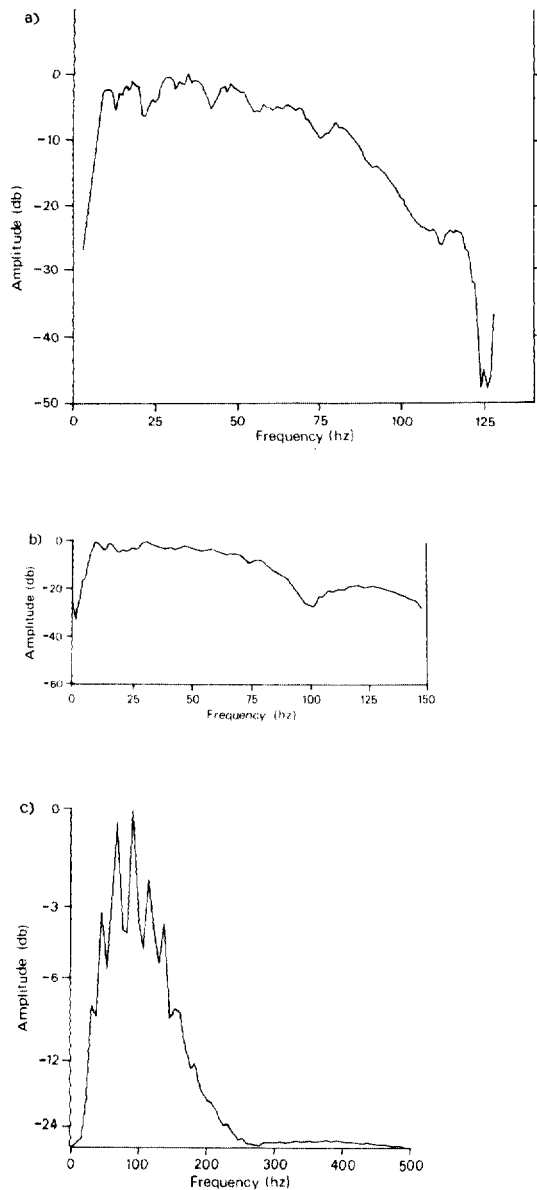 a)
0
-10
-20
-30
-40
-50
Amplitude (db)
0 25 50 75 100 125
Frequency (hz)
b)
0
-20
-40
-60
Amplitude (db)
0 25 50 75 100 125 150
Frequency (hz)
c)
0
-3
-6
-12
-24
Amplitude (db)
0 100 200 300 400 500
Frequency (hz)